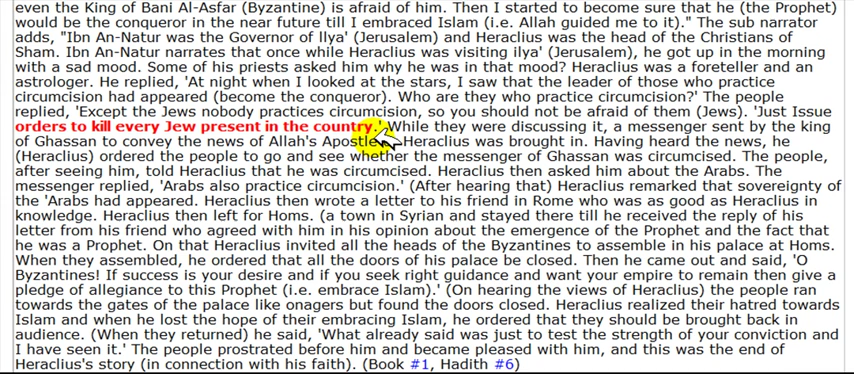 even the King of Bani Al-Asfar (Byzantine) is afraid of him. Then I started to become sure that he (the Prophet)
would be the conqueror in the near future till I embraced Islam (i.e. Allah guided me to it)." The sub narrator
adds, "Ibn An-Natur was the Governor of llya' (Jerusalem) and Heraclius was the head of the Christians of
Sham. Ibn An-Natur narrates that once while Heraclius was visiting ilya' (Jerusalem), he got up in the morning
with a sad mood. Some of his priests asked him why he was in that mood? Heraclius was a foreteller and an
astrologer. He replied, 'At night when I looked at the stars, I saw that the leader of those who practice
circumcision had appeared (become the conqueror). Who are they who practice circumcision?' The people
replied, 'Except the Jews nobody practices circumcision, so you should not be afraid of them (Jews). 'Just Issue
orders to kill every Jew present in the country.' While they were discussing it, a messenger sent by the king
of Ghassan to convey the news of Allah's Apostle Heraclius was brought in. Having heard the news, he
(Heraclius) ordered the people to go and see whether the messenger of Ghassan was circumcised. The people,
after seeing him, told Heraclius that he was circumcised. Heraclius then asked him about the Arabs. The
messenger replied, 'Arabs also practice circumcision.' (After hearing that) Heraclius remarked that sovereignty of
the 'Arabs had appeared. Heraclius then wrote a letter to his friend in Rome who was as good as Heraclius in
knowledge. Heraclius then left for Homs. (a town in Syrian and stayed there till he received the reply of his
letter from his friend who agreed with him in his opinion about the emergence of the Prophet and the fact that
he was a Prophet. On that Heraclius invited all the heads of the Byzantines to assemble in his palace at Homs.
When they assembled, he ordered that all the doors of his palace be closed. Then he came out and said, 'O
Byzantines! If success is your desire and if you seek right guidance and want your empire to remain then give a
pledge of allegiance to this Prophet (i.e. embrace Islam).' (On hearing the views of Heraclius) the people ran
towards the gates of the palace like onagers but found the doors closed. Heraclius realized their hatred towards
Islam and when he lost the hope of their embracing Islam, he ordered that they should be brought back in
audience. (When they returned) he said, 'What already said was just to test the strength of your conviction and
I have seen it.' The people prostrated before him and became pleased with him, and this was the end of
Heraclius's story (in connection with his faith). (Book #1, Hadith #6)